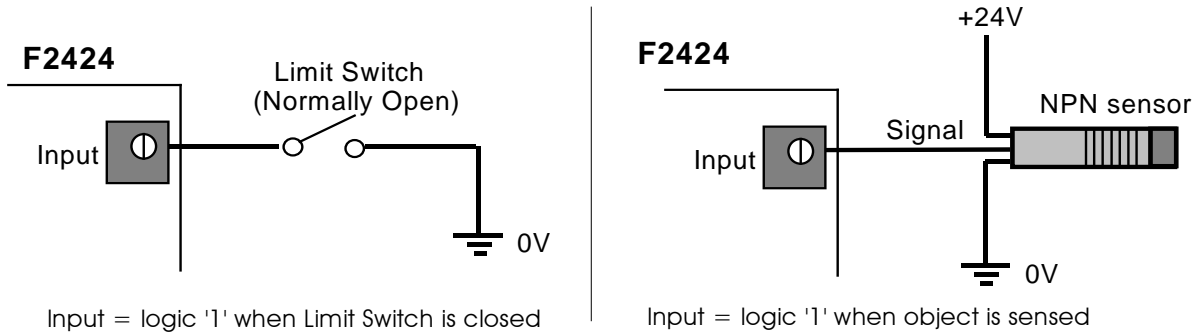 F2424
Limit Switch
(Normally Open)
Input
0V
Input = logic '1' when Limit Switch is closed
+24V
F2424
NPN sensor
Signal
Input
0V
Input = logic '1' when object is sensed